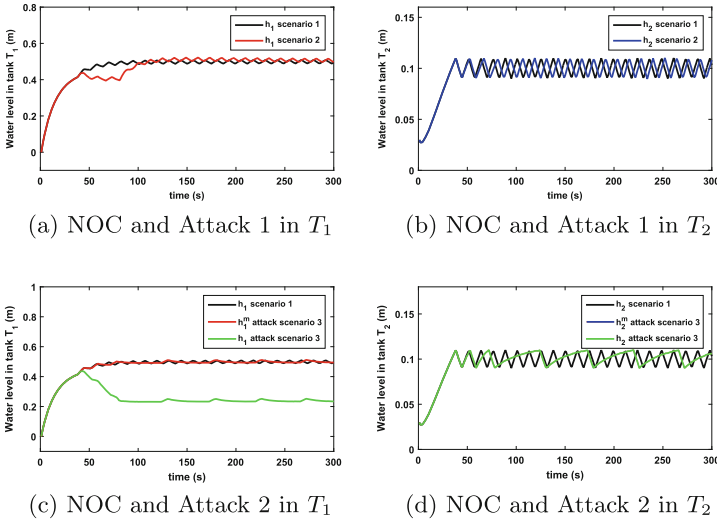 0.8
0.6
0.4
0.2
0
Water level in tank T1 (m)
h1 scenario 1
h1 scenario 2
0 50 100 150 200 250 300
time (s)
(a) NOC and Attack 1 in T1
0.15
0.1
0.05
0
Water level in tank T2 (m)
h2 scenario 1
h2 scenario 2
0 50 100 150 200 250 300
time (s)
(b) NOC and Attack 1 in T2
1
0.8
0.6
0.4
0.2
0
Water level in tank T1 (m)
h1 scenario 1
h1m attack scenario 3
h1 attack scenario 3
0 50 100 150 200 250 300
time (s)
(c) NOC and Attack 2 in T1
0.15
0.1
0.05
0
Water level in tank T2 (m)
h2 scenario 1
h2m attack scenario 3
h2 attack scenario 3
0 50 100 150 200 250 300
time (s)
(d) NOC and Attack 2 in T2